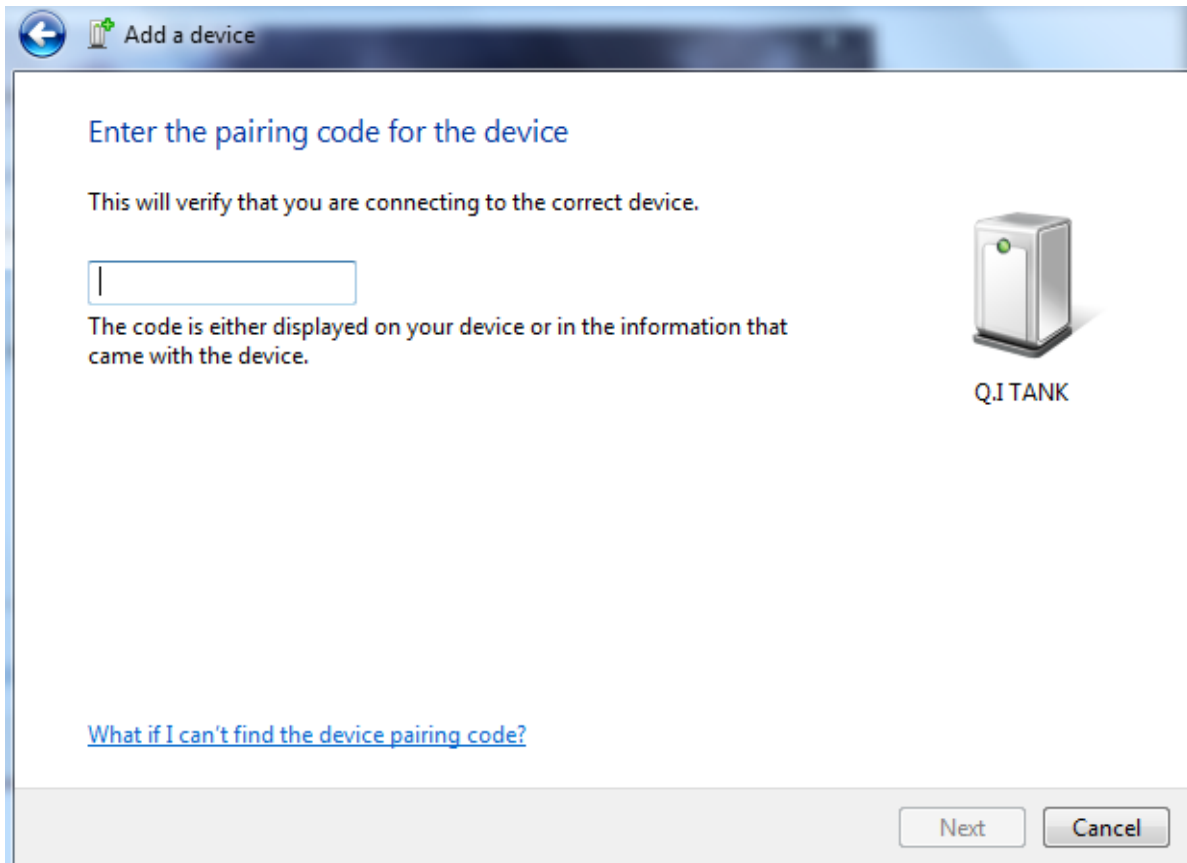 Add a device
Enter the pairing code for the device
This will verify that you are connecting to the correct device.
The code is either displayed on your device or in the information that
came with the device.
Q.I TANK
What if I can't find the device pairing code?
Next
Cancel